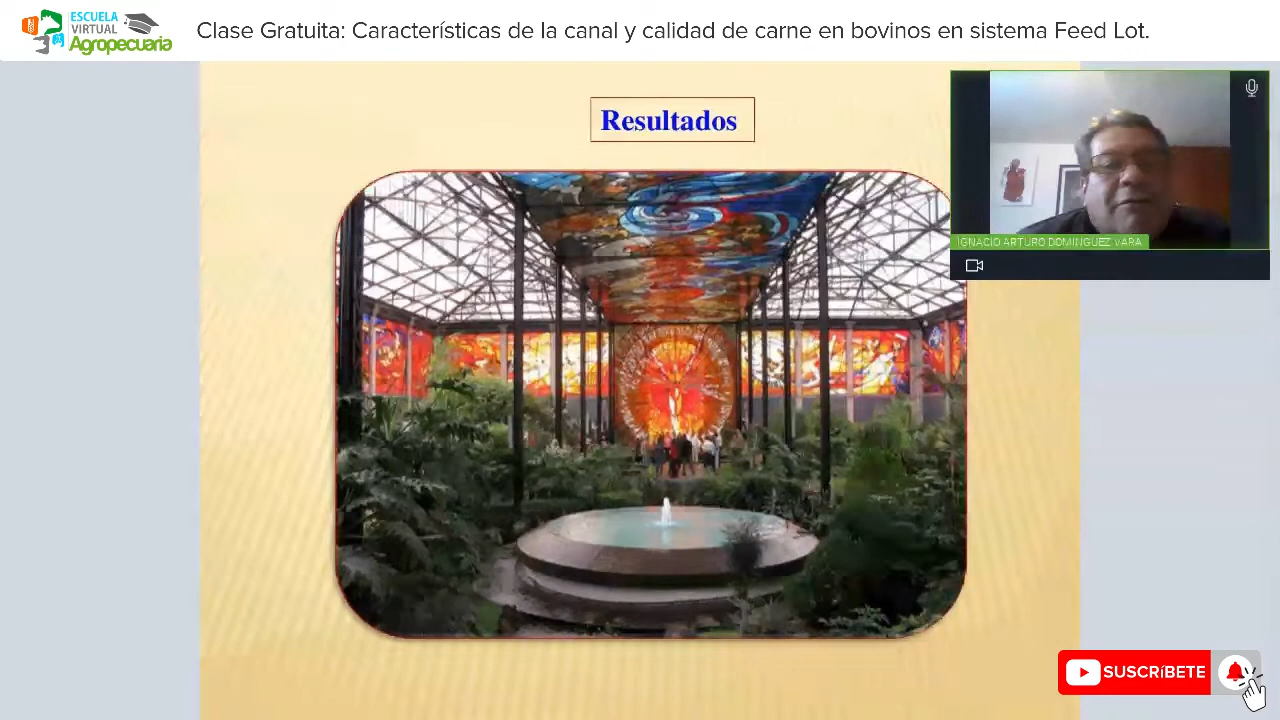 ESCUELA
VIRTUAL
Agropecuaria
Clase Gratuita: Características de la canal y calidad de carne en bovinos en sistema Feed Lot.
Resultados
IGNACIO ARTURO DOMINGUEZ VARA
SUSCRíBETE